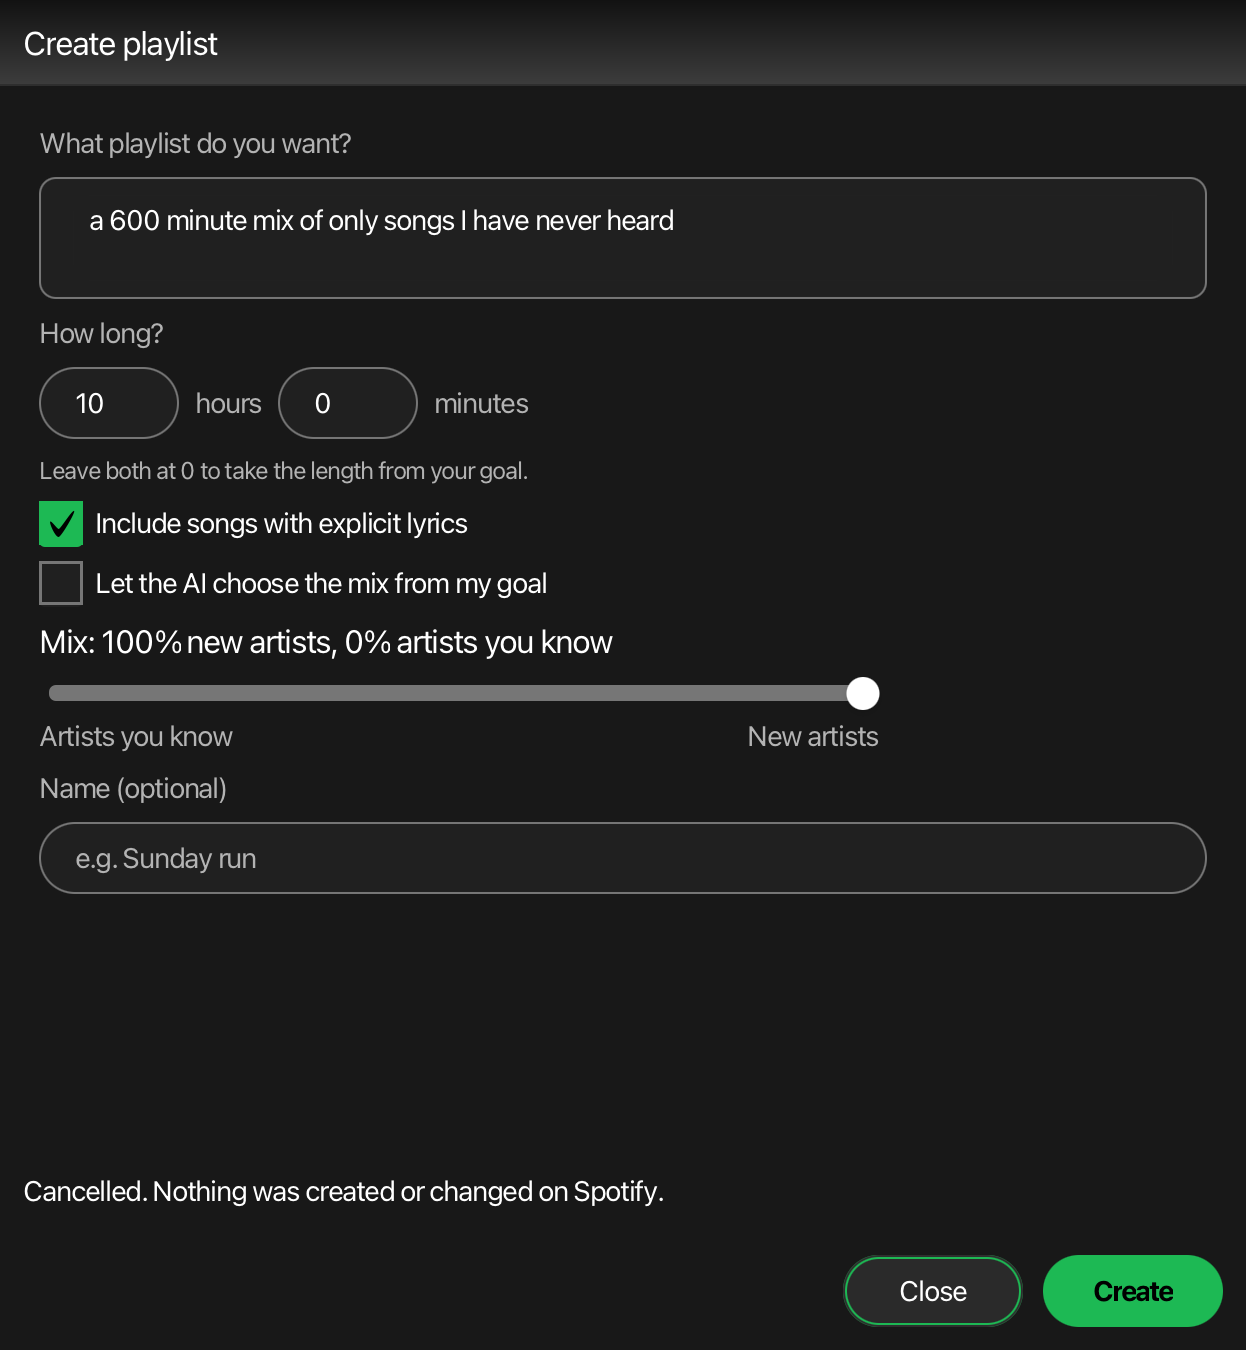 Create playlist
What playlist do you want?
a 600 minute mix of only songs I have never heard
How long?
10 hours 0 minutes
Leave both at 0 to take the length from your goal.
Include songs with explicit lyrics
Let the AI choose the mix from my goal
Mix: 100% new artists, 0% artists you know
Artists you know New artists
Name (optional)
e.g. Sunday run
Cancelled. Nothing was created or changed on Spotify.
Close Create